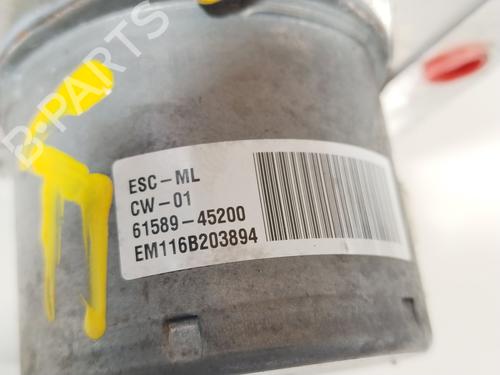 B-PARTS
ESC-ML
CW-01
61589-45200
EM116B203894